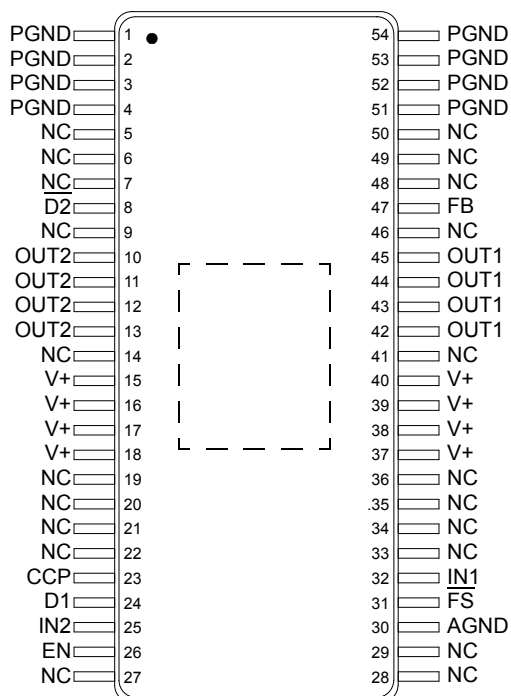 PGND 1 54 PGND
PGND 2 53 PGND
PGND 3 52 PGND
PGND 4 51 PGND
NC 5 50 NC
NC 6 49 NC
NC 7 48 NC
D2 8 47 FB
NC 9 46 NC
OUT2 10 45 OUT1
OUT2 11 44 OUT1
OUT2 12 43 OUT1
OUT2 13 42 OUT1
NC 14 41 NC
V+ 15 40 V+
V+ 16 39 V+
V+ 17 38 V+
V+ 18 37 V+
NC 19 36 NC
NC 20 .35 NC
NC 21 34 NC
NC 22 33 NC
CCP 23 32 IN1
D1 24 31 FS
IN2 25 30 AGND
EN 26 29 NC
NC 27 28 NC